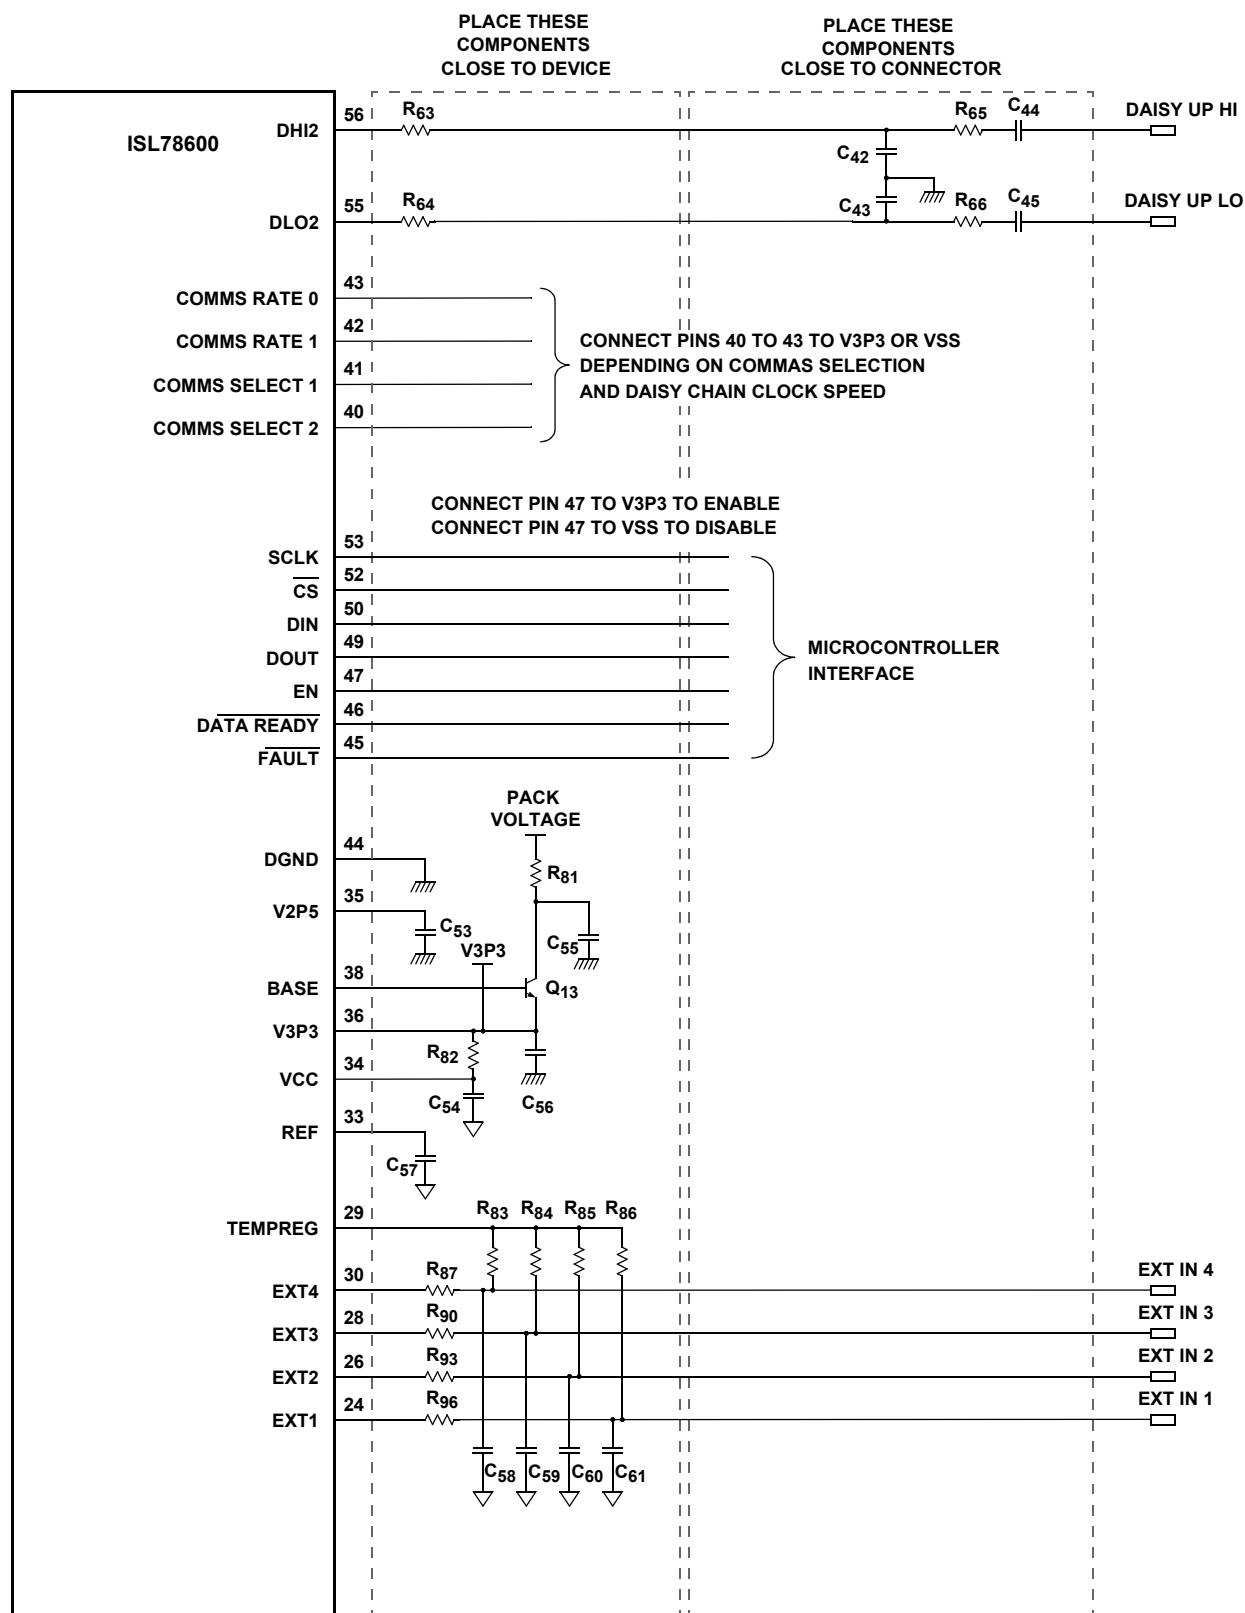 PLACE THESE
COMPONENTS
CLOSE TO DEVICE
PLACE THESE
COMPONENTS
CLOSE TO CONNECTOR
ISL78600
DHI2
56
R63
R65
C44
DAISY UP HI
C42
DLO2
55
R64
C43
R66
C45
DAISY UP LO
COMMS RATE 0
43
COMMS RATE 1
42
COMMS SELECT 1
41
COMMS SELECT 2
40
CONNECT PINS 40 TO 43 TO V3P3 OR VSS
DEPENDING ON COMMAS SELECTION
AND DAISY CHAIN CLOCK SPEED
CONNECT PIN 47 TO V3P3 TO ENABLE
CONNECT PIN 47 TO VSS TO DISABLE
SCLK
53
CS
52
DIN
50
DOUT
49
EN
47
DATA READY
46
FAULT
45
MICROCONTROLLER
INTERFACE
PACK
VOLTAGE
DGND
44
R81
V2P5
35
C53
C55
V3P3
BASE
38
Q13
V3P3
36
R82
VCC
34
C54
C56
REF
33
C57
TEMPREG
29
R83
R84
R85
R86
EXT4
30
R87
EXT IN 4
EXT3
28
R90
EXT IN 3
EXT2
26
R93
EXT IN 2
EXT1
24
R96
EXT IN 1
C58
C59
C60
C61